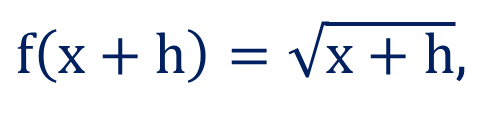 f(x + h) = √x + h,